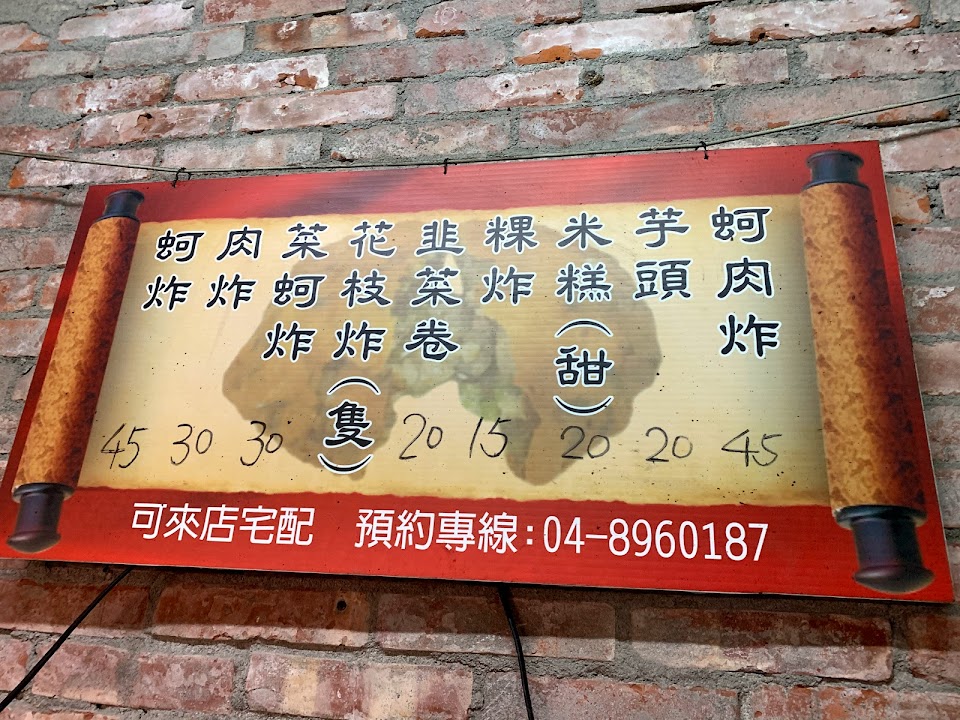 蚵肉炸 45
芋頭 20
米糕(甜) 20
粿炸 15
韭菜卷 20
花枝炸(隻)
菜蚵炸 30
肉炸 30
蚵炸 45
可來店宅配 預約專線:04-8960187